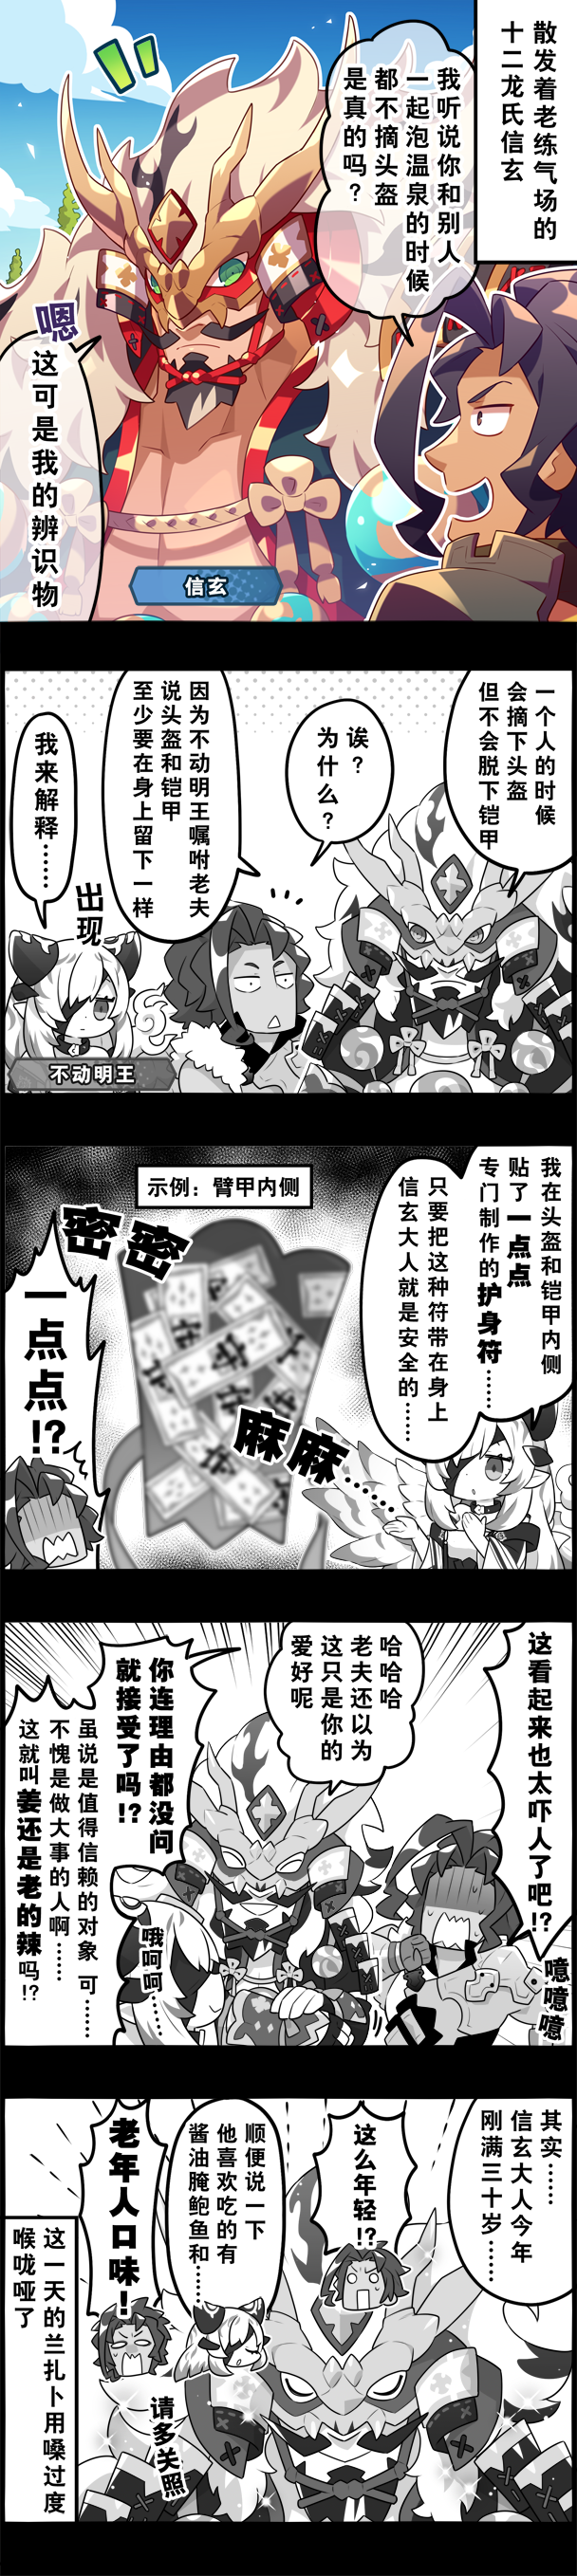 散发着老练气场的
十二龙氏信玄
我听说你和别人
一起泡温泉的时候
都不摘头盔
是真的吗？
嗯
这可是我的辨识物
信玄
一个人的时候
会摘下头盔
但不会脱下铠甲
诶？
为什么？
因为不动明王嘱咐老夫
说头盔和铠甲
至少要在身上留下一样
我来解释……
出现
不动明王
我在头盔和铠甲内侧
贴了一点点
专门制作的护身符……
只要把这种符带在身上
信玄大人就是安全的……
示例：臂甲内侧
密密
麻麻……
一点点!?
这看起来也太吓人了吧!?
噫噫噫
哈哈哈
老夫还以为
这只是你的
爱好呢
你连理由都没问
就接受了吗!?
哦呵呵……
虽说是值得信赖的对象 可……
不愧是做大事的人啊……
这就叫姜还是老的辣吗!?
其实……
信玄大人今年
刚满三十岁……
这么年轻!?
顺便说一下
他喜欢吃的有
酱油腌鲍鱼和……
老年人口味！
请多关照
这一天的兰扎卜用嗓过度
喉咙哑了